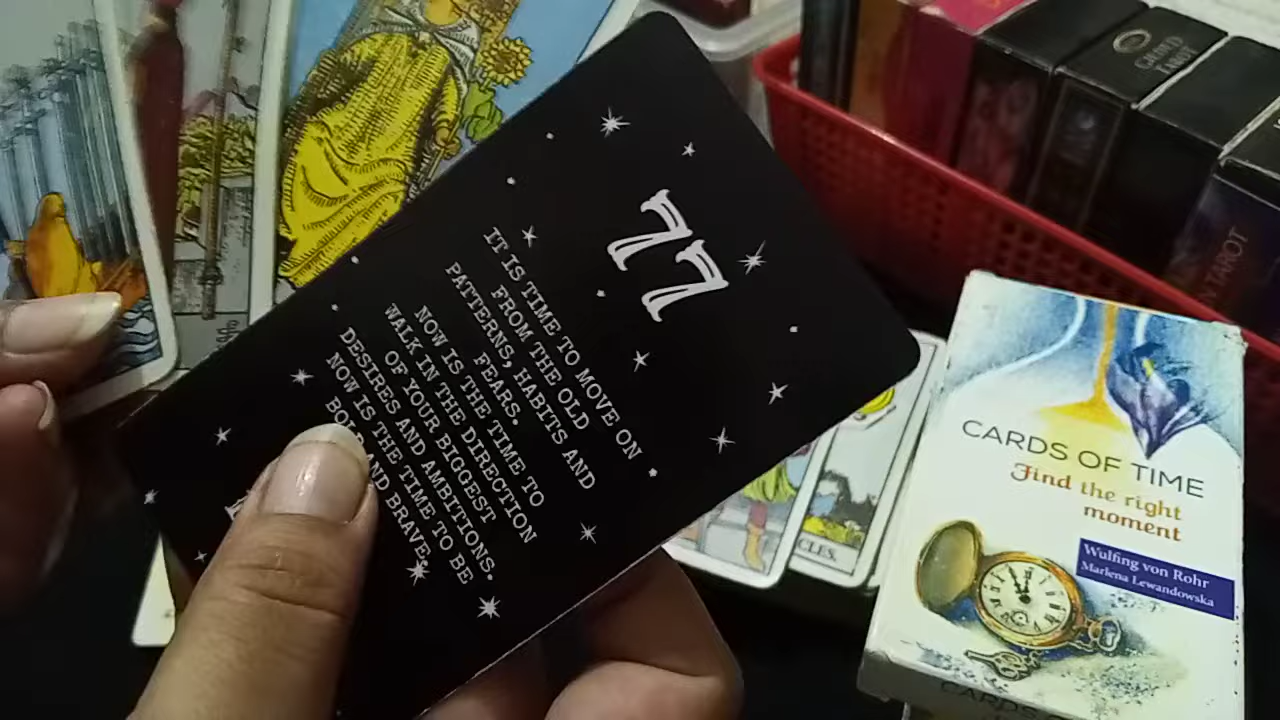 77
IT IS TIME TO MOVE ON
FROM THE OLD
PATTERNS, HABITS AND
FEARS.
NOW IS THE TIME TO
WALK IN THE DIRECTION
OF YOUR BIGGEST
DESIRES AND AMBITIONS.
NOW IS THE TIME TO BE
BOLD AND BRAVE.
CARDS OF TIME
Find the right
moment
Wulfing von Rohr
Marlena Lewandowska
CARDS O
CLES.
TAROT
TAROT